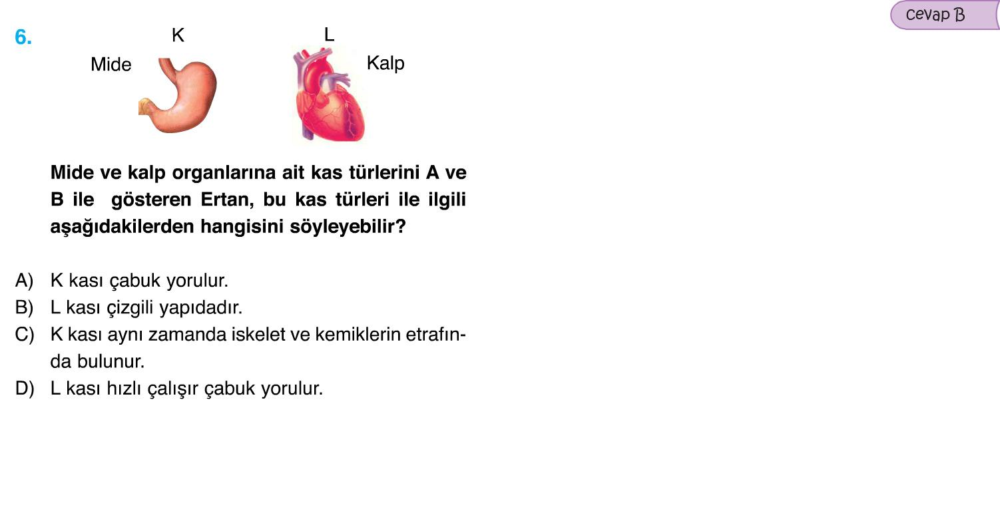 cevap B
6.
K
L
Mide
Kalp
Mide ve kalp organlarına ait kas türlerini A ve
B ile gösteren Ertan, bu kas türleri ile ilgili
aşağıdakilerden hangisini söyleyebilir?
A) K kası çabuk yorulur.
B) L kası çizgili yapıdadır.
C) K kası aynı zamanda iskelet ve kemiklerin etrafın-
da bulunur.
D) L kası hızlı çalışır çabuk yorulur.